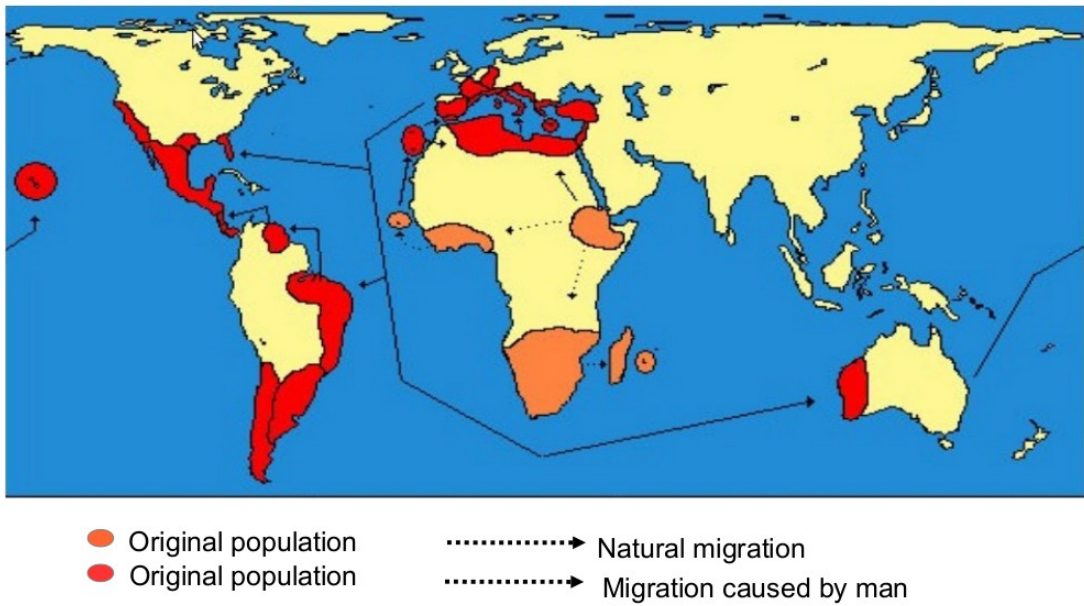 Original population
Natural migration
Original population
Migration caused by man